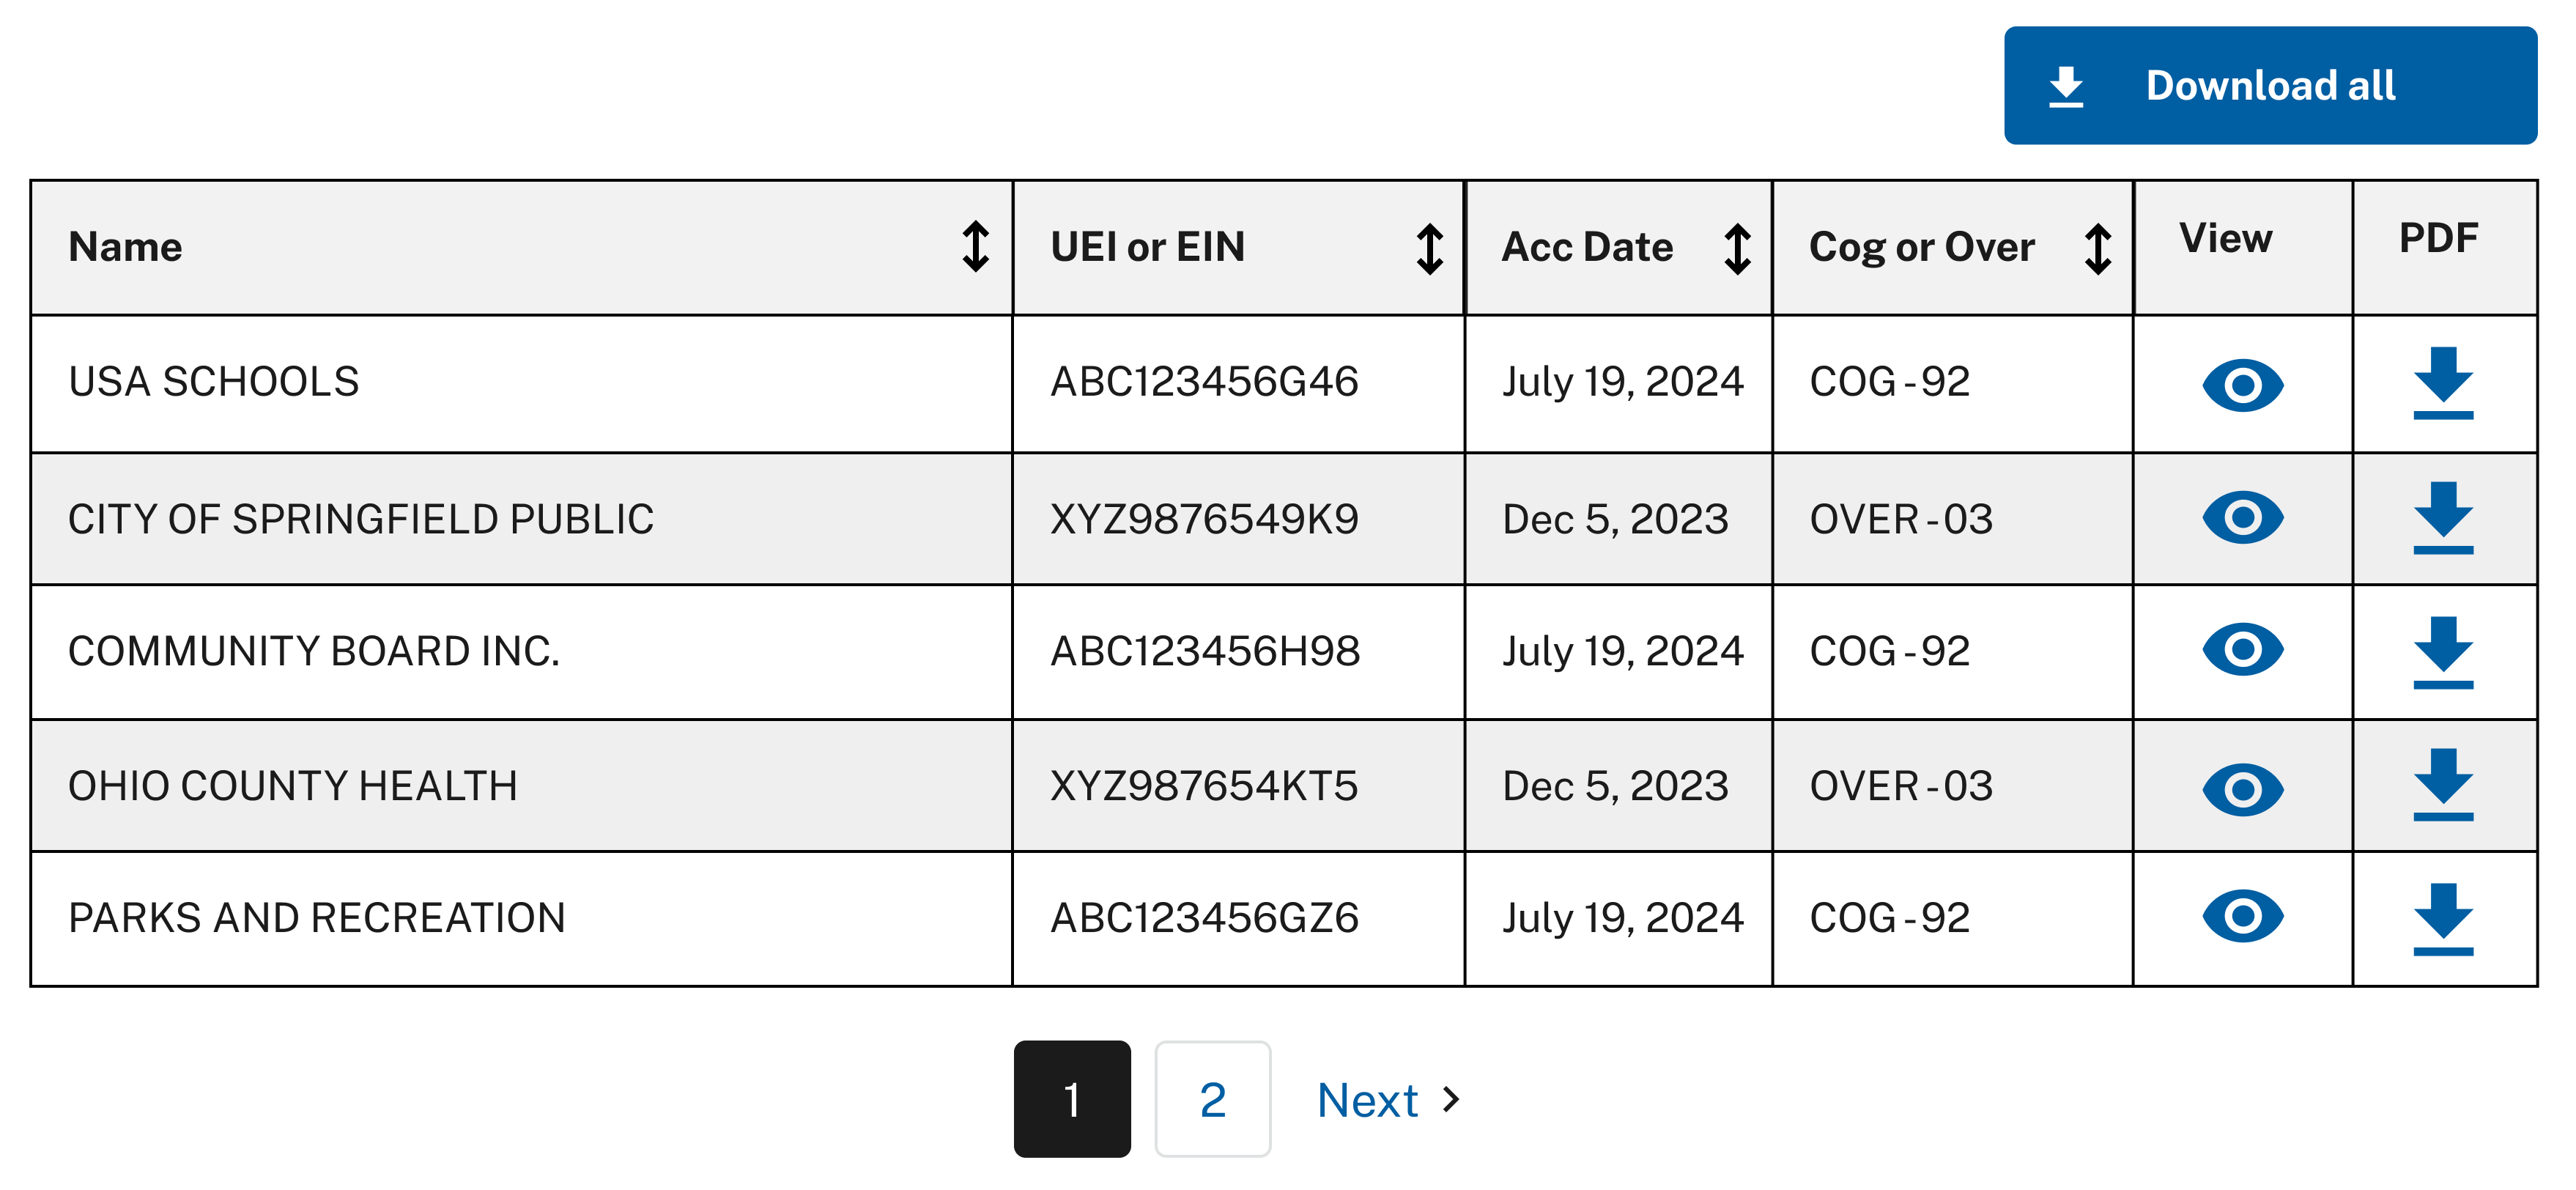 Download all
Name UEI or EIN Acc Date Cog or Over View PDF
USA SCHOOLS ABC123456G46 July 19, 2024 COG-92
CITY OF SPRINGFIELD PUBLIC XYZ9876549K9 Dec 5, 2023 OVER-03
COMMUNITY BOARD INC. ABC123456H98 July 19, 2024 COG-92
OHIO COUNTY HEALTH XYZ987654KT5 Dec 5, 2023 OVER-03
PARKS AND RECREATION ABC123456GZ6 July 19, 2024 COG-92
1 2 Next